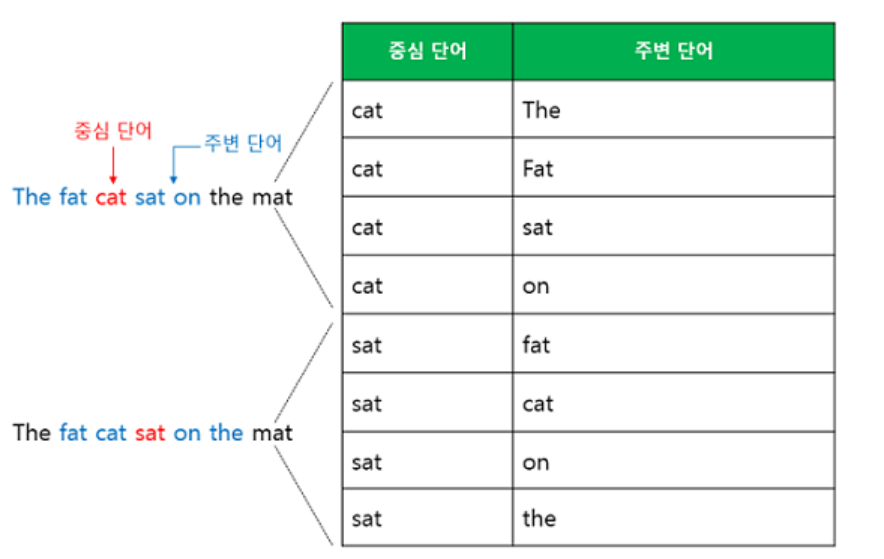 중심 단어 주변 단어
cat The
cat Fat
cat sat
cat on
sat fat
sat cat
sat on
sat the
중심 단어
주변 단어
The fat cat sat on the mat
The fat cat sat on the mat